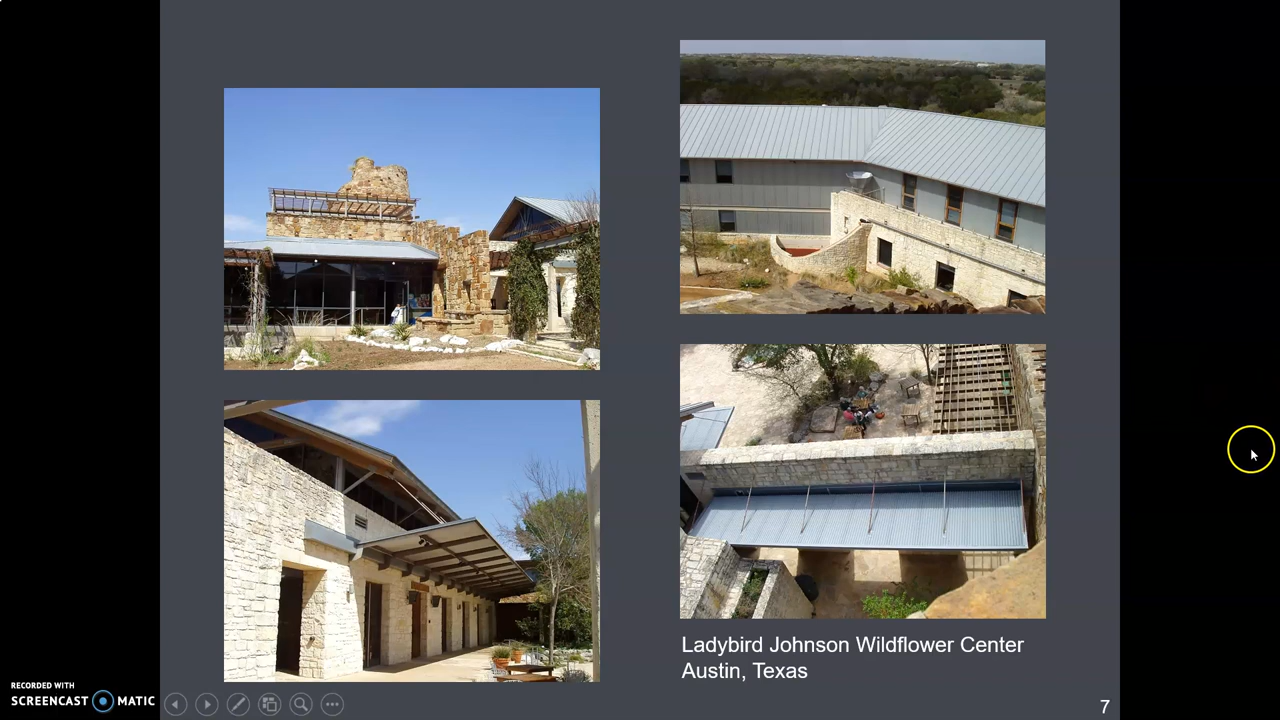 Ladybird Johnson Wildflower Center
Austin, Texas
RECORDED WITH
SCREENCAST MATIC
7